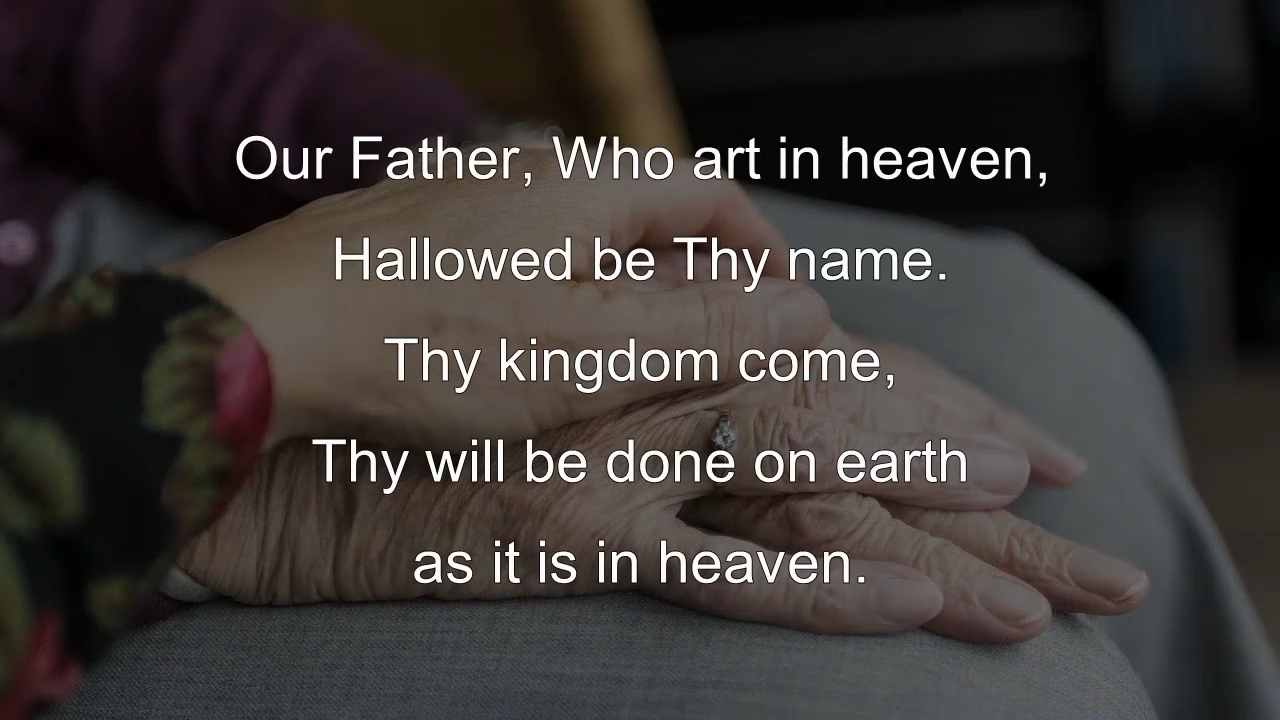 Our Father, Who art in heaven,
Hallowed be Thy name.
Thy kingdom come,
Thy will be done on earth
as it is in heaven.